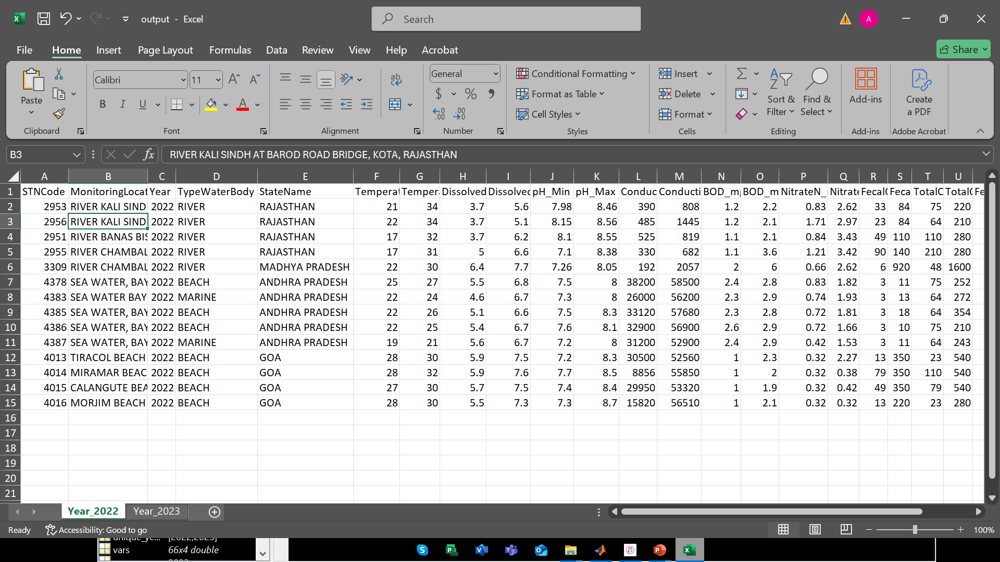 output - Excel
Search
A
File Home Insert Page Layout Formulas Data Review View Help Acrobat
Share
Paste
Clipboard
Calibri 11
B I U
Font
ab
Alignment
General
$ % 9
Number
Conditional Formatting
Format as Table
Cell Styles
Styles
Insert
Delete
Format
Cells
Sort & Filter
Find & Select
Editing
Add-ins
Add-ins
Create a PDF
Adobe Acrobat
B3 fx RIVER KALI SINDH AT BAROD ROAD BRIDGE, KOTA, RAJASTHAN
A B C D E F G H I J K L M N O P Q R S T U
1 STNCode MonitoringLocat Year TypeWaterBody StateName Temperat Tempera Dissolved Dissolved pH_Min pH_Max Conduc Conducti BOD_mg BOD_m NitrateN_ Nitrate FecalC Feca TotalC TotalC Fe
2 2953 RIVER KALI SIND 2022 RIVER RAJASTHAN 21 34 3.7 5.6 7.98 8.46 390 808 1.2 2.2 0.83 2.62 33 84 75 220
3 2956 RIVER KALI SIND 2022 RIVER RAJASTHAN 22 34 3.7 5.1 8.15 8.56 485 1445 1.2 2.1 1.71 2.97 23 84 64 210
4 2951 RIVER BANAS BIS 2022 RIVER RAJASTHAN 17 32 3.7 6.2 8.1 8.55 525 819 1.1 2.1 0.84 3.43 49 110 110 280
5 2955 RIVER CHAMBAL 2022 RIVER RAJASTHAN 17 31 5 6.6 7.1 8.38 330 682 1.1 3.6 1.21 3.42 90 140 210 280
6 3309 RIVER CHAMBAL 2022 RIVER MADHYA PRADESH 22 30 6.4 7.7 7.26 8.05 192 2057 2 6 0.66 2.62 6 920 48 1600
7 4378 SEA WATER, BAY 2022 BEACH ANDHRA PRADESH 25 27 5.5 6.8 7.5 8 38200 58500 2.4 2.8 0.83 1.82 3 11 75 252
8 4383 SEA WATER BAY 2022 MARINE ANDHRA PRADESH 22 24 4.6 6.7 7.3 8 26000 56200 2.3 2.9 0.74 1.93 3 13 64 272
9 4385 SEA WATER, BAY 2022 BEACH ANDHRA PRADESH 22 26 5.1 6.6 7.5 8.3 33120 57680 2.3 2.8 0.72 1.81 3 18 64 354
10 4386 SEA WATER, BAY 2022 BEACH ANDHRA PRADESH 22 25 5.4 6.7 7.6 8.1 32900 56900 2.6 2.9 0.72 1.66 3 10 75 210
11 4387 SEA WATER, BAY 2022 MARINE ANDHRA PRADESH 19 21 5.6 6.7 7.2 8 31200 52900 2.4 2.9 0.42 1.53 3 11 64 243
12 4013 TIRACOL BEACH 2022 BEACH GOA 28 30 5.9 7.5 7.2 8.3 30500 52560 1 2.3 0.32 2.27 13 350 23 540
13 4014 MIRAMAR BEAC 2022 BEACH GOA 28 32 5.9 7.6 7.7 8.5 8856 55850 1 2 0.32 0.38 79 350 110 540
14 4015 CALANGUTE BEA 2022 BEACH GOA 27 30 5.7 7.5 7.4 8.4 29950 53320 1 1.9 0.32 0.42 49 350 79 540
15 4016 MORJIM BEACH 2022 BEACH GOA 28 30 5.5 7.3 7.3 8.7 15820 56510 1 2.1 0.32 0.32 13 220 23 280
16
17
18
19
20
21
Year_2022 Year_2023
Ready Accessibility: Good to go 100%
vars 66x4 double